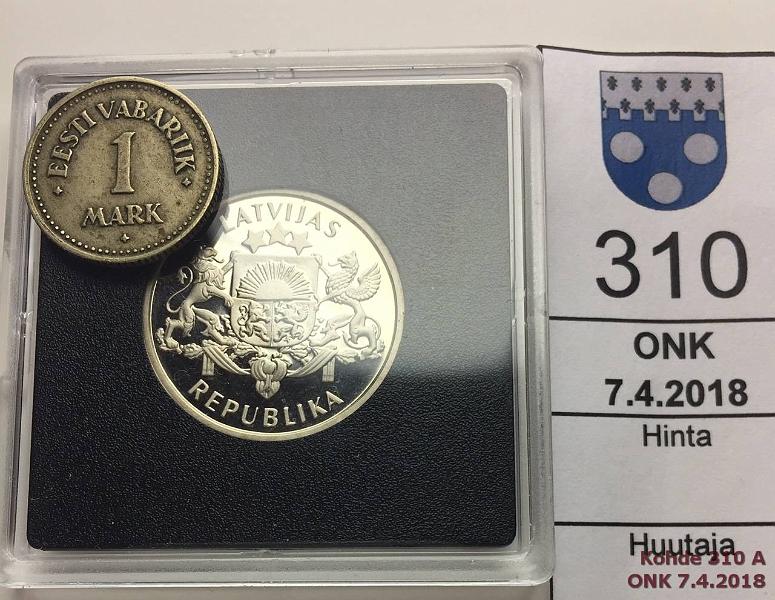 EESTI VABARIIK
1
MARK
LATVIJAS
REPUBLIKA
310
ONK
7.4.2018
Hinta
Huutaja
Kohde 310 A
ONK 7.4.2018